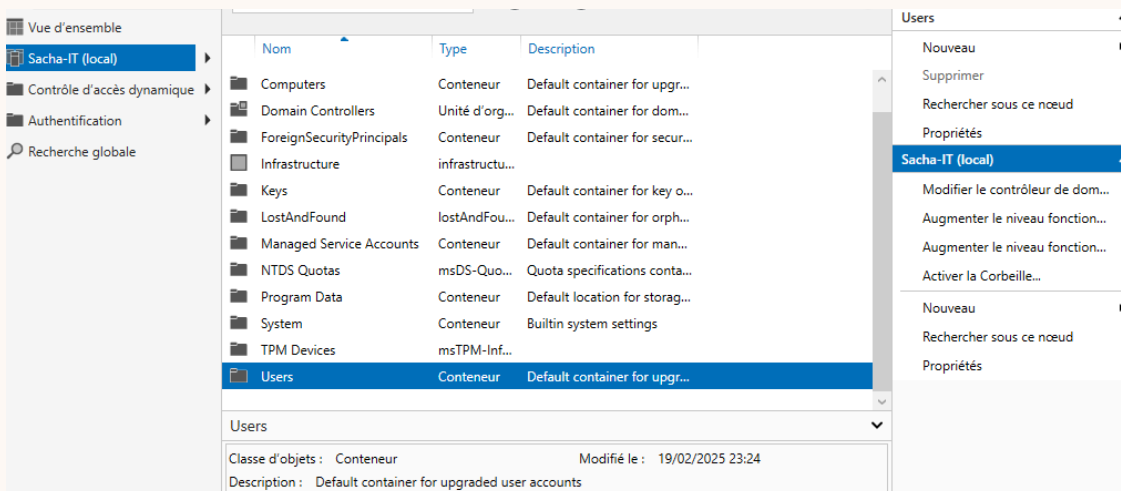 Vue d'ensemble
Sacha-IT (local)
Contrôle d'accès dynamique
Authentification
Recherche globale
Nom Type Description
Computers Conteneur Default container for upgr...
Domain Controllers Unité d'org... Default container for dom...
ForeignSecurityPrincipals Conteneur Default container for secur...
Infrastructure infrastructu...
Keys Conteneur Default container for key o...
LostAndFound lostAndFou... Default container for orph...
Managed Service Accounts Conteneur Default container for man...
NTDS Quotas msDS-Quo... Quota specifications conta...
Program Data Conteneur Default location for storag...
System Conteneur Builtin system settings
TPM Devices msTPM-Inf...
Users Conteneur Default container for upgr...
Users
Classe d'objets : Conteneur Modifié le : 19/02/2025 23:24
Description : Default container for upgraded user accounts
Users
Nouveau
Supprimer
Rechercher sous ce nœud
Propriétés
Sacha-IT (local)
Modifier le contrôleur de dom...
Augmenter le niveau fonction...
Augmenter le niveau fonction...
Activer la Corbeille...
Nouveau
Rechercher sous ce nœud
Propriétés